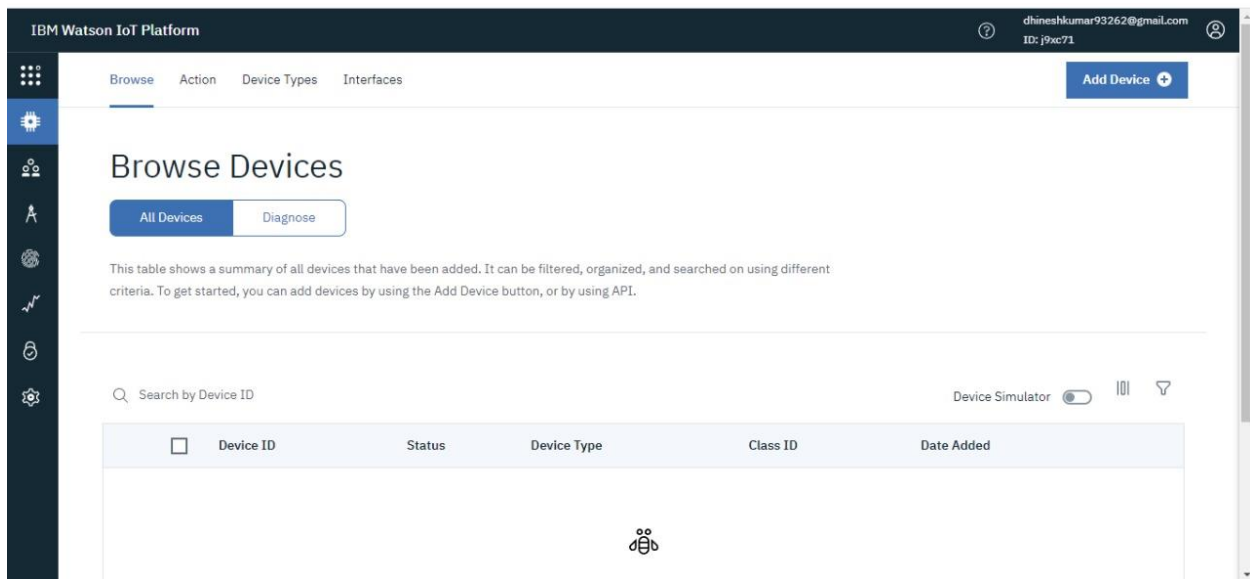 IBM Watson IoT Platform
dhineshkumar93262@gmail.com
ID: j9xc71
Browse Action Device Types Interfaces
Add Device
Browse Devices
All Devices Diagnose
This table shows a summary of all devices that have been added. It can be filtered, organized, and searched on using different
criteria. To get started, you can add devices by using the Add Device button, or by using API.
Search by Device ID
Device Simulator
Device ID Status Device Type Class ID Date Added